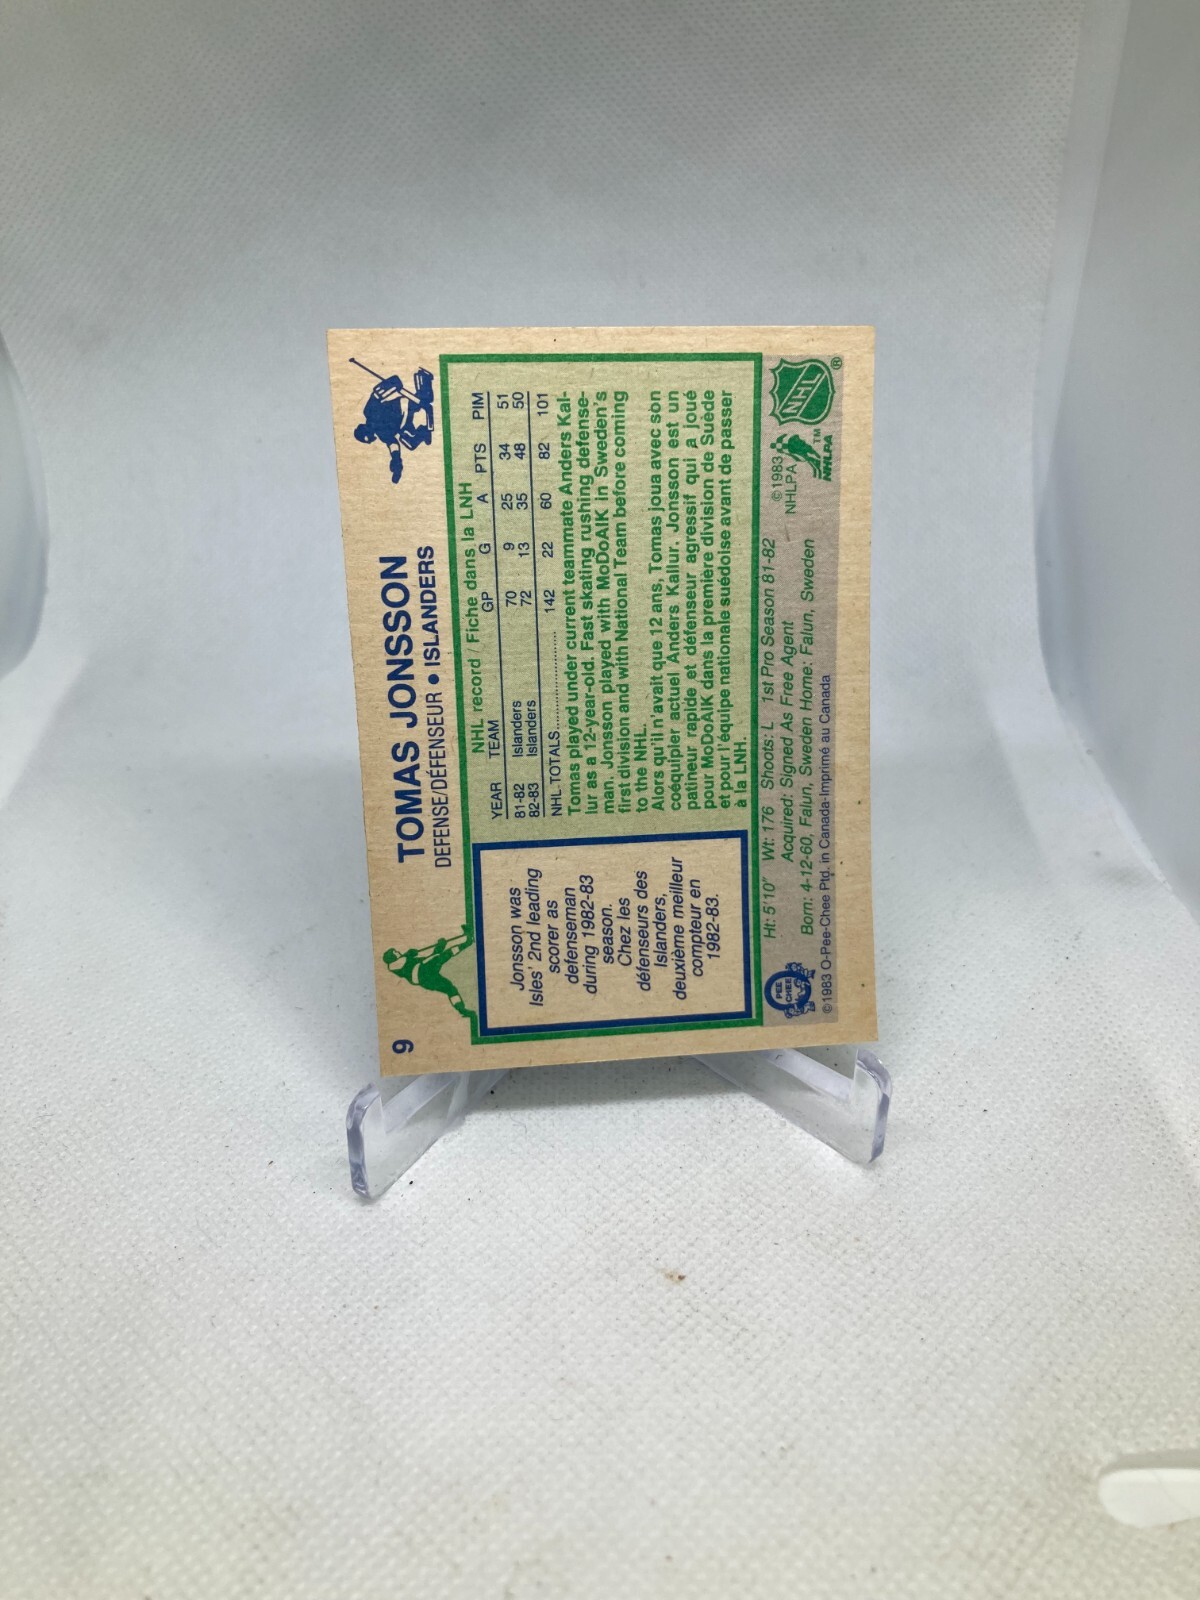 9
TOMAS JONSSON
DEFENSE/DÉFENSEUR • ISLANDERS
Jonsson was
Isles' 2nd leading
scorer as
defenseman
during 1982-83
season.
Chez les
défenseurs des
Islanders,
deuxième meilleur
compteur en
1982-83.
NHL record / Fiche dans la LNH
YEAR TEAM GP G A PTS PIM
81-82 Islanders 70 9 25 34 51
82-83 Islanders 72 13 35 48 50
NHL TOTALS.................... 142 22 60 82 101
Tomas played under current teammate Anders Kal-
lur as a 12-year-old. Fast skating rushing defense-
man. Jonsson played with MoDoAIK in Sweden's
first division and with National Team before coming
to the NHL.
Alors qu'il n'avait que 12 ans, Tomas joua avec son
coéquipier actuel Anders Kallur. Jonsson est un
patineur rapide et défenseur agressif qui a joué
pour MoDoAIK dans la première division de Suède
et pour l'équipe nationale suédoise avant de passer
à la LNH.
Ht: 5'10" Wt: 176 Shoots: L 1st Pro Season 81-82
Acquired: Signed As Free Agent
Born: 4-12-60, Falun, Sweden Home: Falun, Sweden
©1983 O-Pee-Chee Ptd. in Canada-Imprimé au Canada
O PEE CHEE
©1983
NHLPA
NHLPA TM
NHL ®